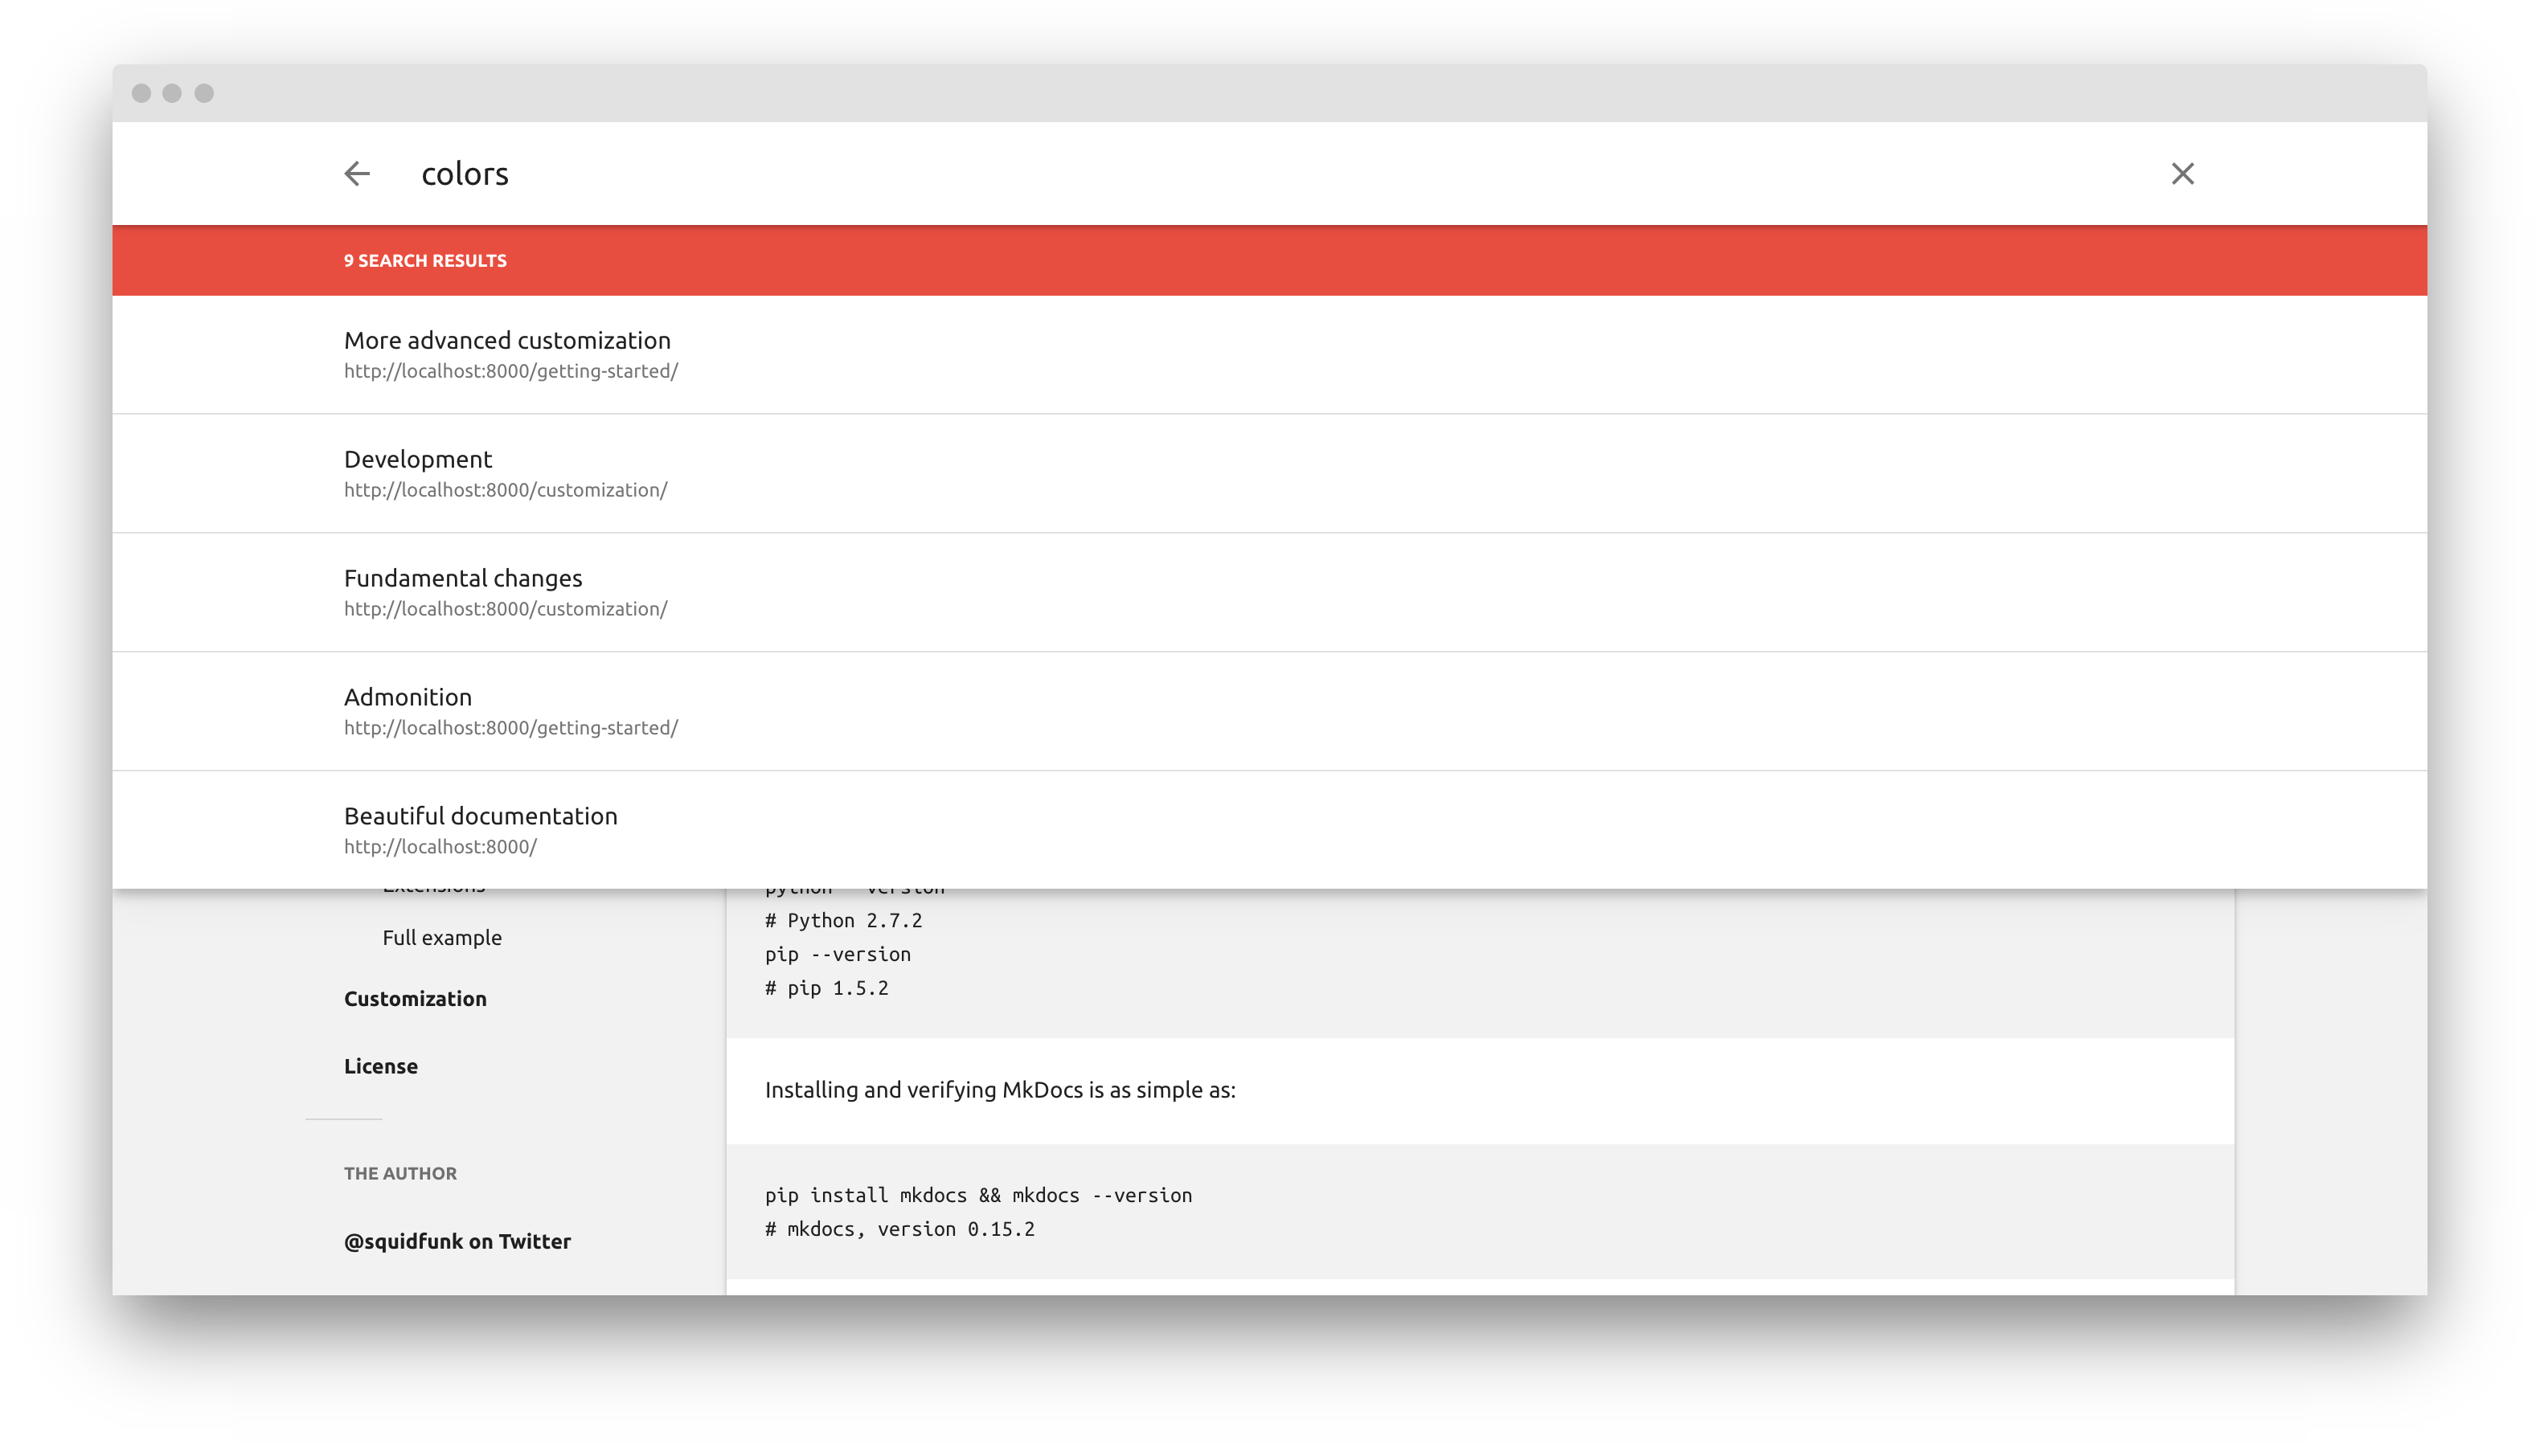 colors
9 SEARCH RESULTS
More advanced customization
http://localhost:8000/getting-started/
Development
http://localhost:8000/customization/
Fundamental changes
http://localhost:8000/customization/
Admonition
http://localhost:8000/getting-started/
Beautiful documentation
http://localhost:8000/
Extensions
Full example
Customization
License
THE AUTHOR
@squidfunk on Twitter
python --version
# Python 2.7.2
pip --version
# pip 1.5.2
Installing and verifying MkDocs is as simple as:
pip install mkdocs && mkdocs --version
# mkdocs, version 0.15.2